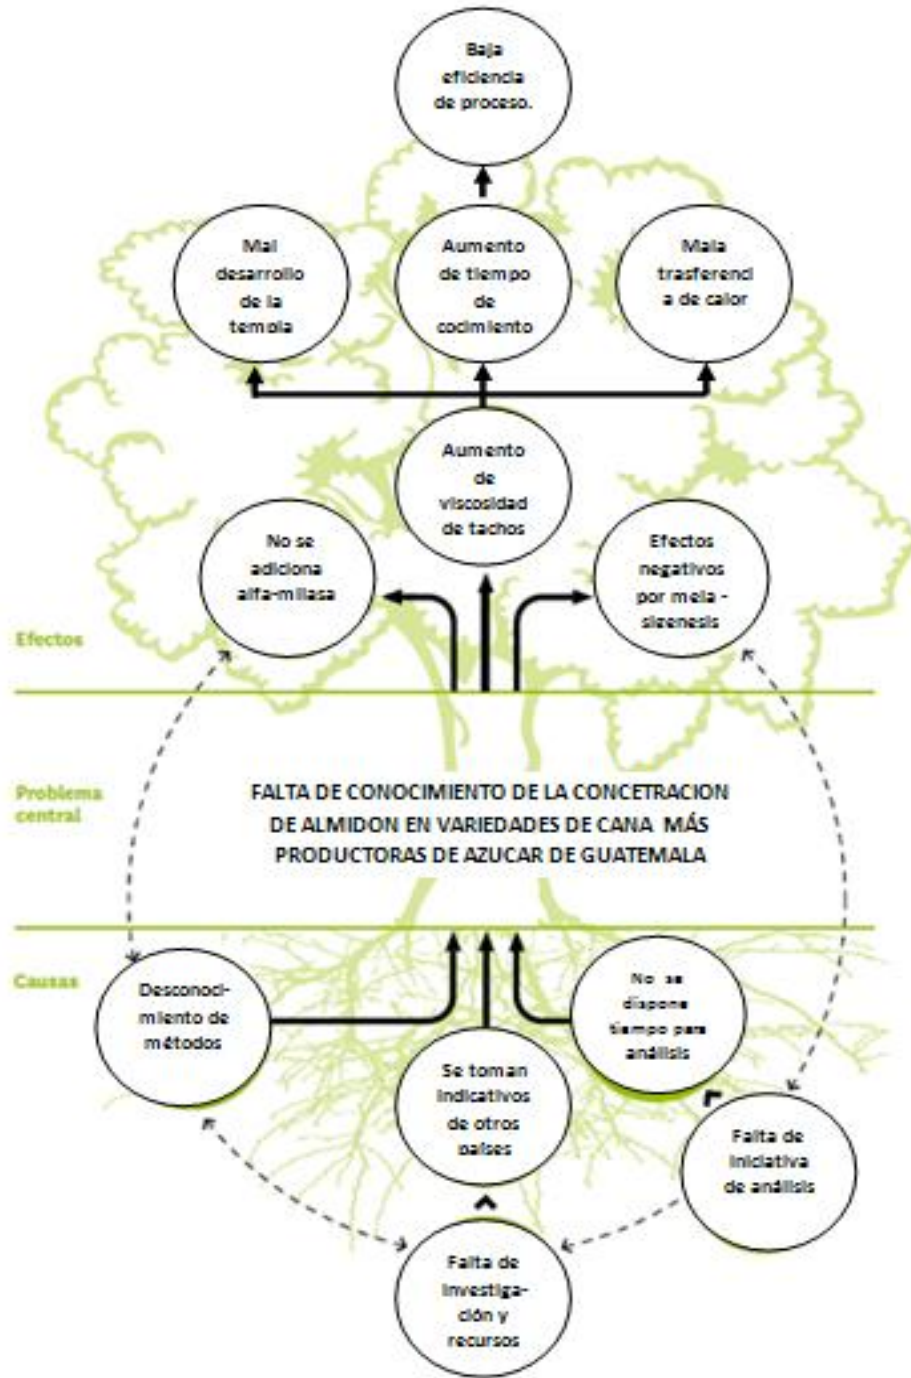 Baja
eficiencia
de proceso.
Mal
desarrollo
de la
templa
Aumento
de tiempo
de
cocimiento
Mala
trasferenci
a de calor
Aumento
de
viscosidad
de tachos
No se
adiciona
alfa-milasa
Efectos
negativos
por mela -
sigenesis
Efectos
Problema
central
FALTA DE CONOCIMIENTO DE LA CONCETRACION
DE ALMIDON EN VARIEDADES DE CANA MÁS
PRODUCTORAS DE AZUCAR DE GUATEMALA
Causas
Desconoci-
miento de
métodos
No se
dispone
tiempo para
análisis
Se toman
indicativos
de otros
países
Falta de
iniciativa
de análisis
Falta de
investiga-
ción y
recursos